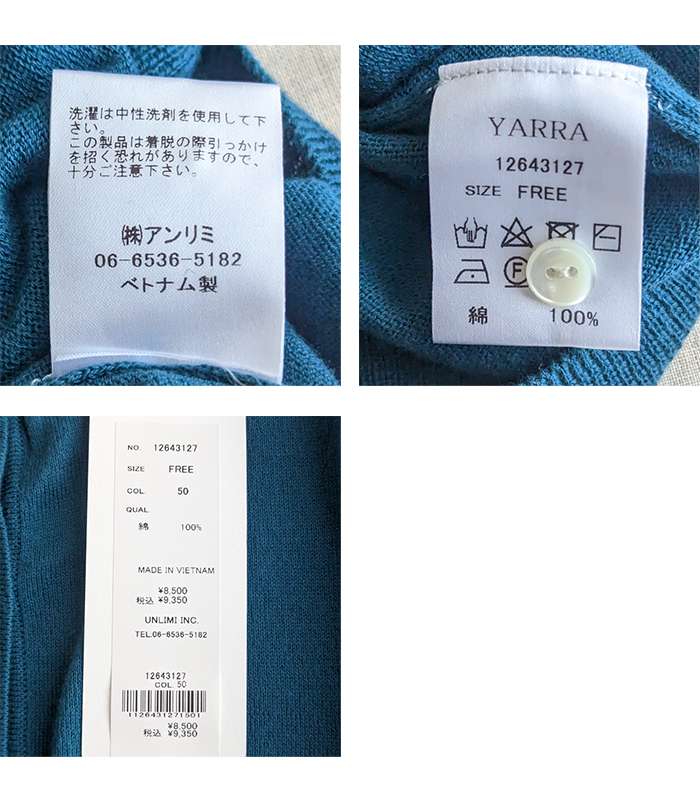 洗濯は中性洗剤を使用して下
さい。
この製品は着脱の際引っかけ
を招く恐れがありますので、
十分ご注意下さい。
㈱アンリミ
06-6536-5182
ベトナム製
YARRA
12643127
SIZE FREE
F
綿 100%
NO. 12643127
SIZE FREE
COL. 50
QUAL.
綿 100%
MADE IN VIETNAM
¥8,500
税込 ¥9,350
UNLIMI INC.
TEL.06-6536-5182
12643127
COL. 50
1126431271501
¥8,500
税込 ¥9,350